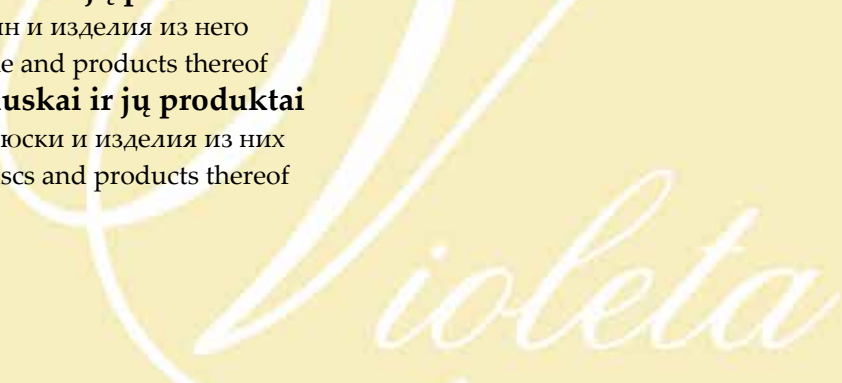 ин и изделия из него
e and products thereof
uskai ir jų produktai
юски и изделия из них
scs and products thereof
Violeta